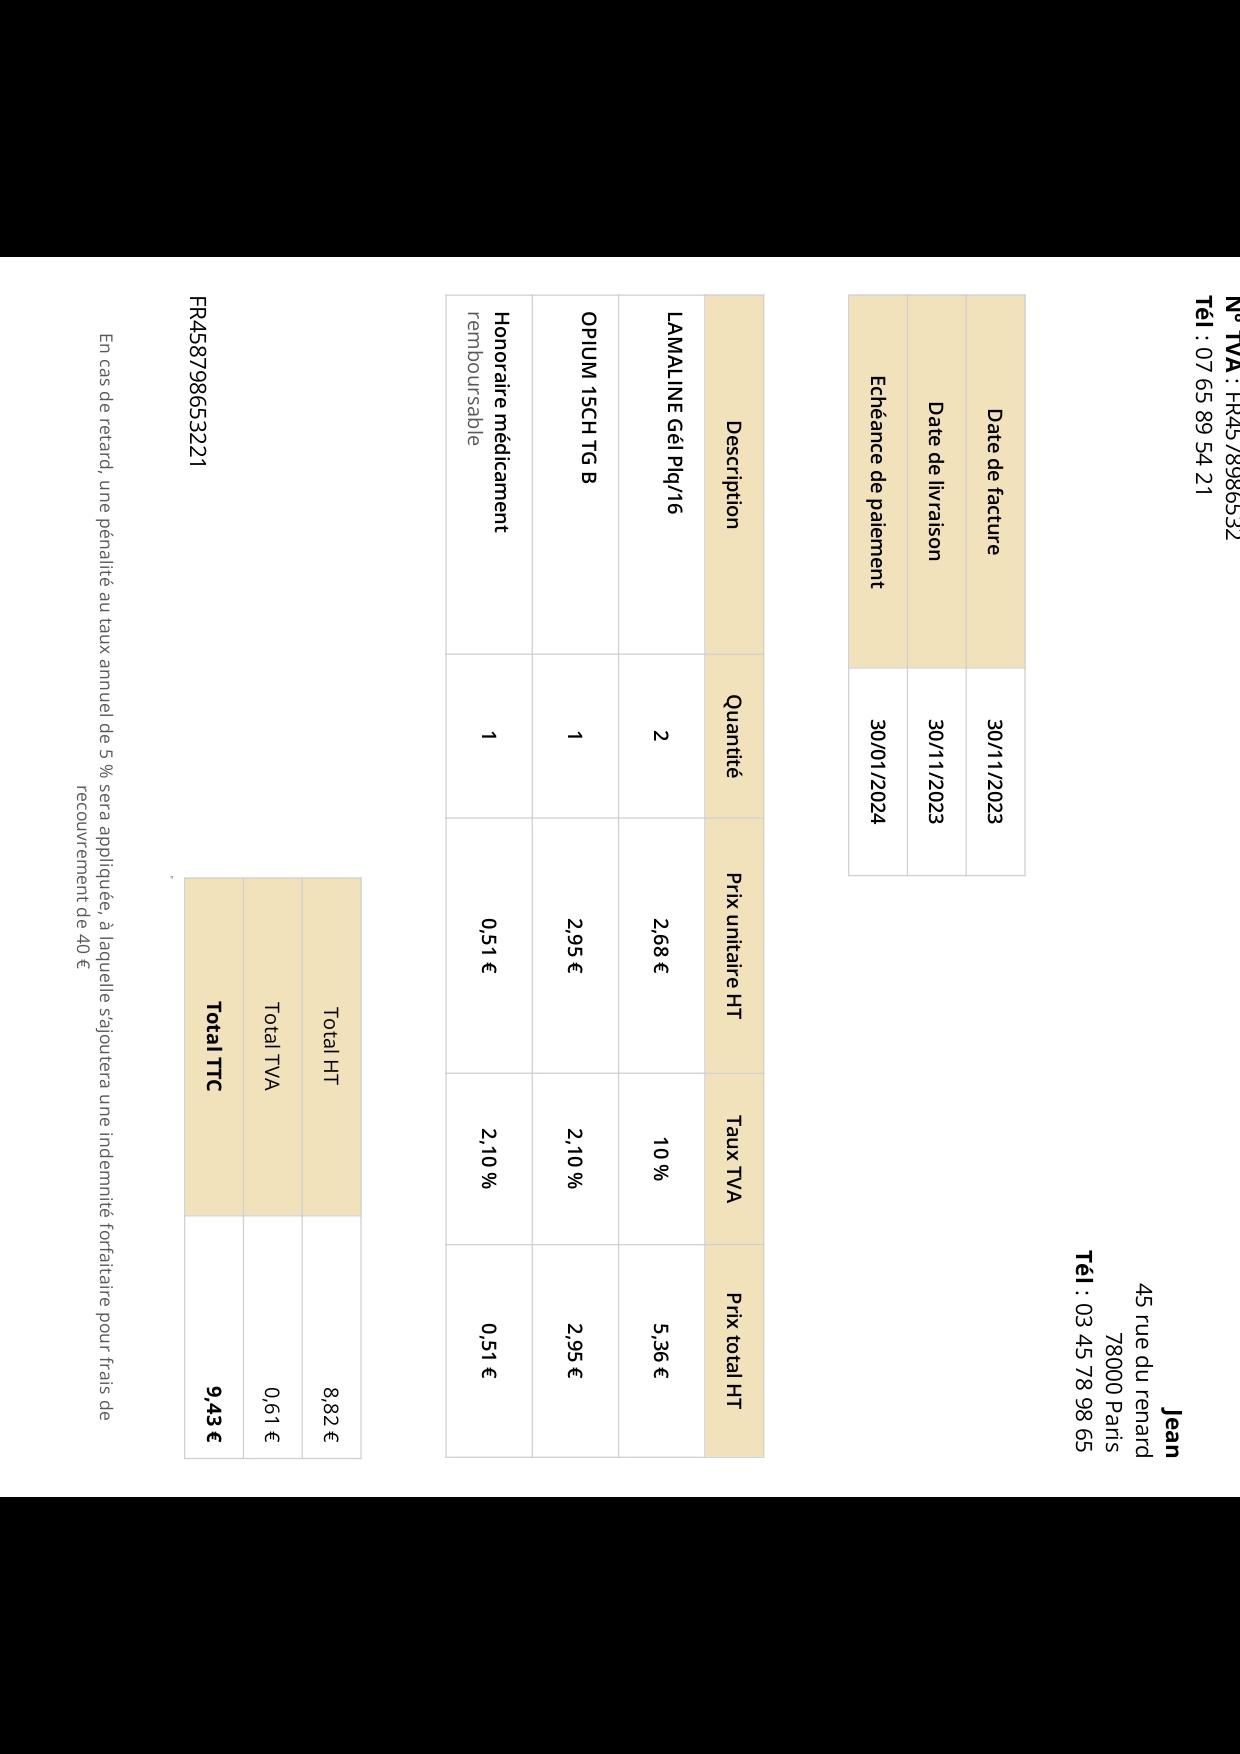 N° TVA : FR4578986532
Tél : 07 65 89 54 21
Jean
45 rue du renard
78000 Paris
Tél : 03 45 78 98 65
Date de facture 30/11/2023
Date de livraison 30/11/2023
Echéance de paiement 30/01/2024
Description Quantité Prix unitaire HT Taux TVA Prix total HT
LAMALINE Gél Plq/16 2 2,68 € 10 % 5,36 €
OPIUM 15CH TG B 1 2,95 € 2,10 % 2,95 €
Honoraire médicament 1 0,51 € 2,10 % 0,51 €
remboursable
Total HT 8,82 €
Total TVA 0,61 €
FR458798653221 Total TTC 9,43 €
En cas de retard, une pénalité au taux annuel de 5 % sera appliquée, à laquelle s'ajoutera une indemnité forfaitaire pour frais de
recouvrement de 40 €